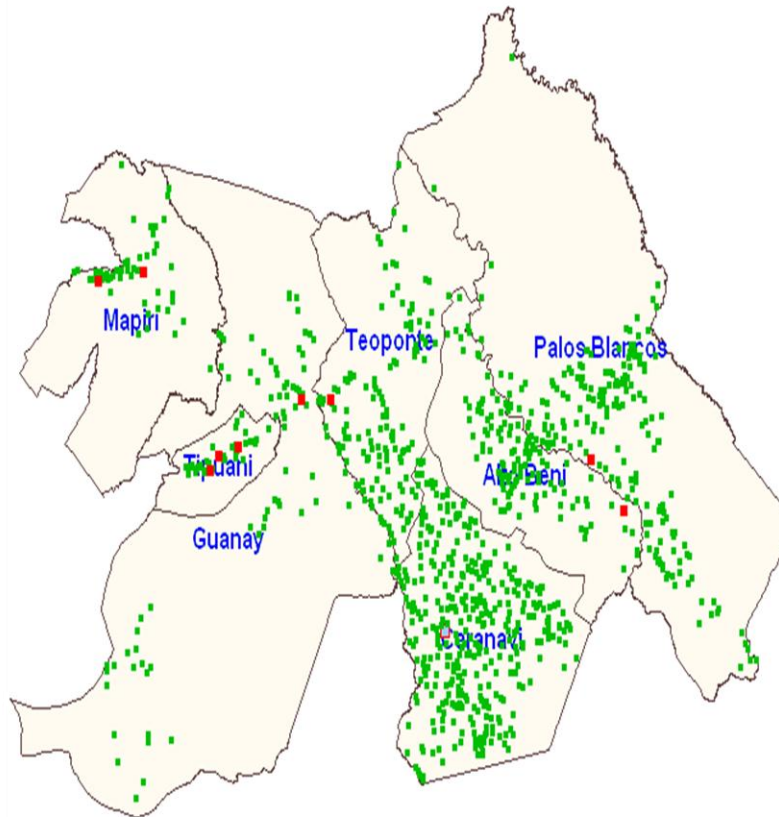 Mapiri
Teoponte
Palos Blancos
Tipuani
Alto Beni
Guanay
Caranavi